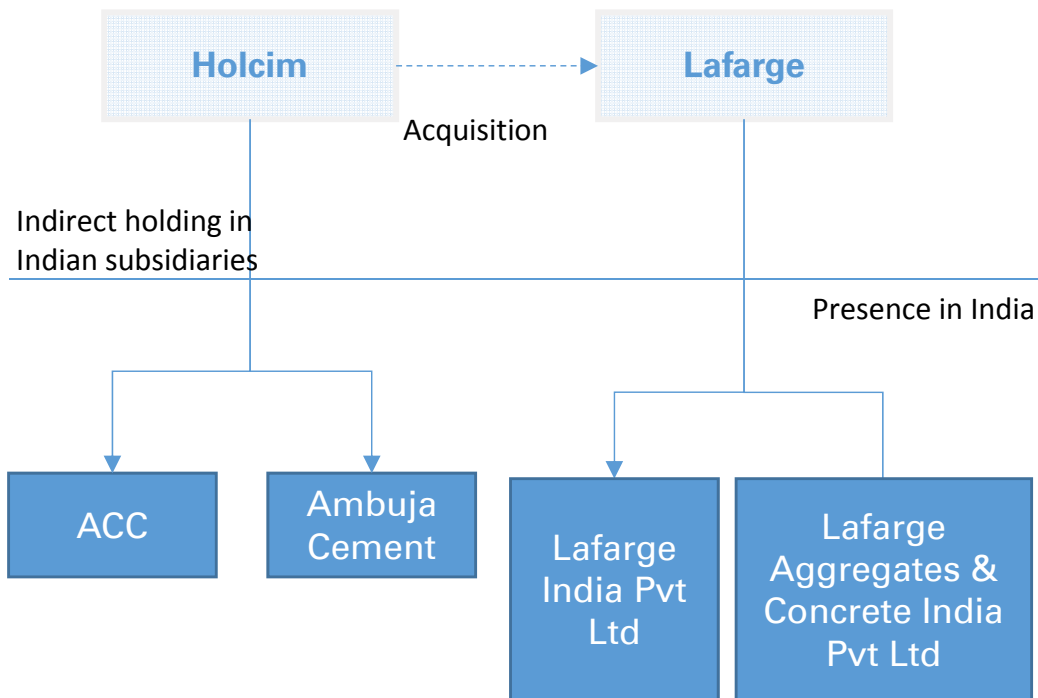 Holcim
Lafarge
Acquisition
Indirect holding in
Indian subsidiaries
Presence in India
ACC
Ambuja
Cement
Lafarge
India Pvt
Ltd
Lafarge
Aggregates &
Concrete India
Pvt Ltd